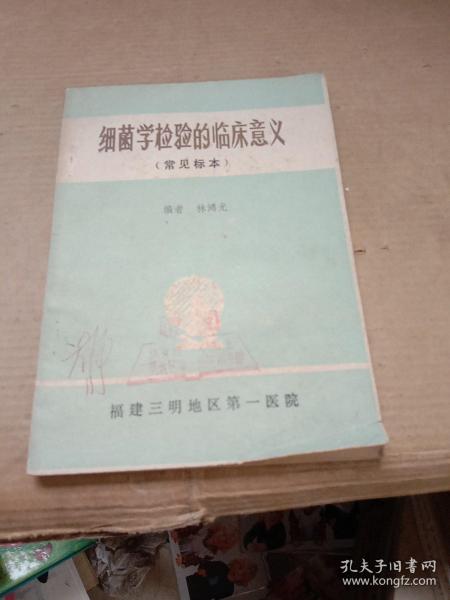 细菌学检验的临床意义
（常见标本）
编者 林鸿光
福建三明地区第一医院
孔夫子旧书网
www.kongfz.com